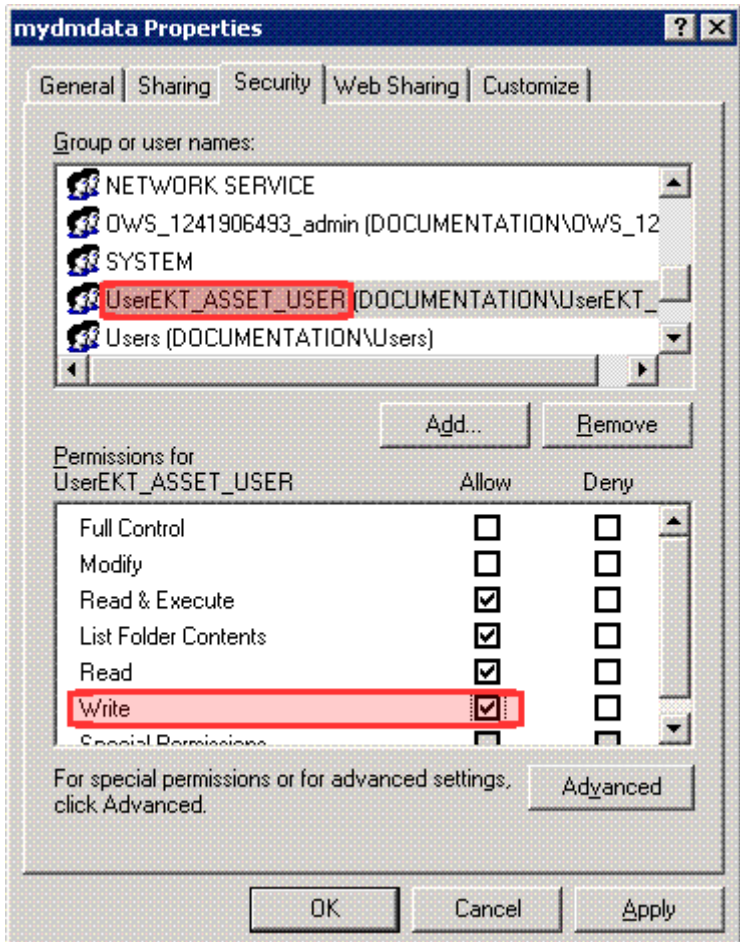 mydmdata Properties
General Sharing Security Web Sharing Customize
Group or user names:
NETWORK SERVICE
OWS_1241906493_admin (DOCUMENTATION\OWS_12
SYSTEM
UserEKT_ASSET_USER (DOCUMENTATION\UserEKT_
Users (DOCUMENTATION\Users)
Add... Remove
Permissions for
UserEKT_ASSET_USER Allow Deny
Full Control
Modify
Read & Execute
List Folder Contents
Read
Write
Special Permissions
For special permissions or for advanced settings,
click Advanced.
Advanced
OK Cancel Apply